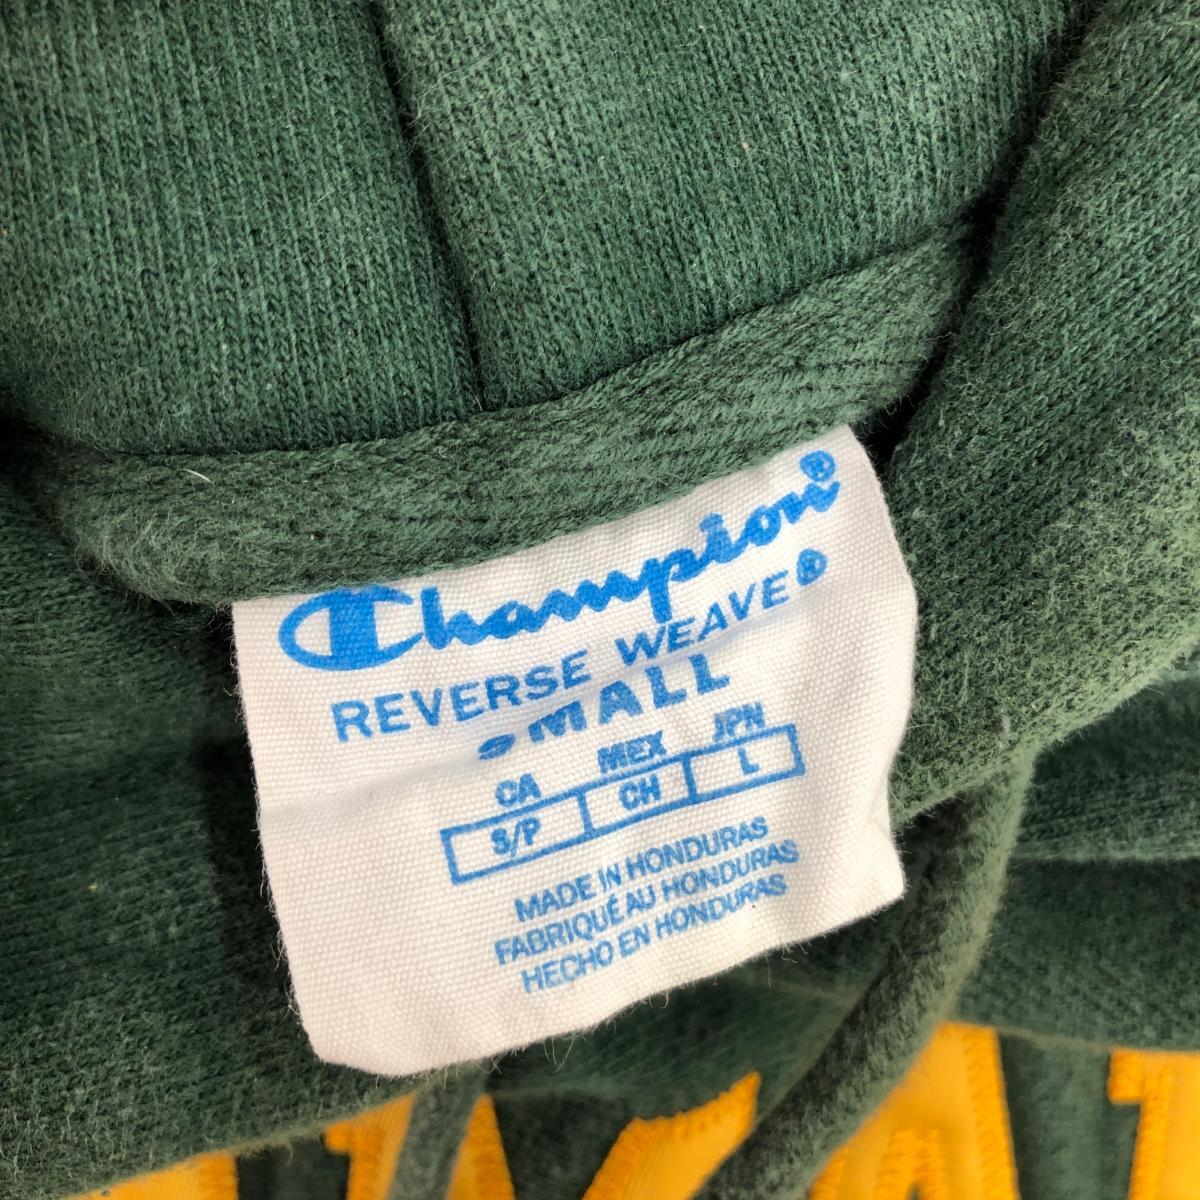 Champion®
REVERSE WEAVE®
SMALL
CA MEX JPN
S/P CH L
MADE IN HONDURAS
FABRIQUÉ AU HONDURAS
HECHO EN HONDURAS